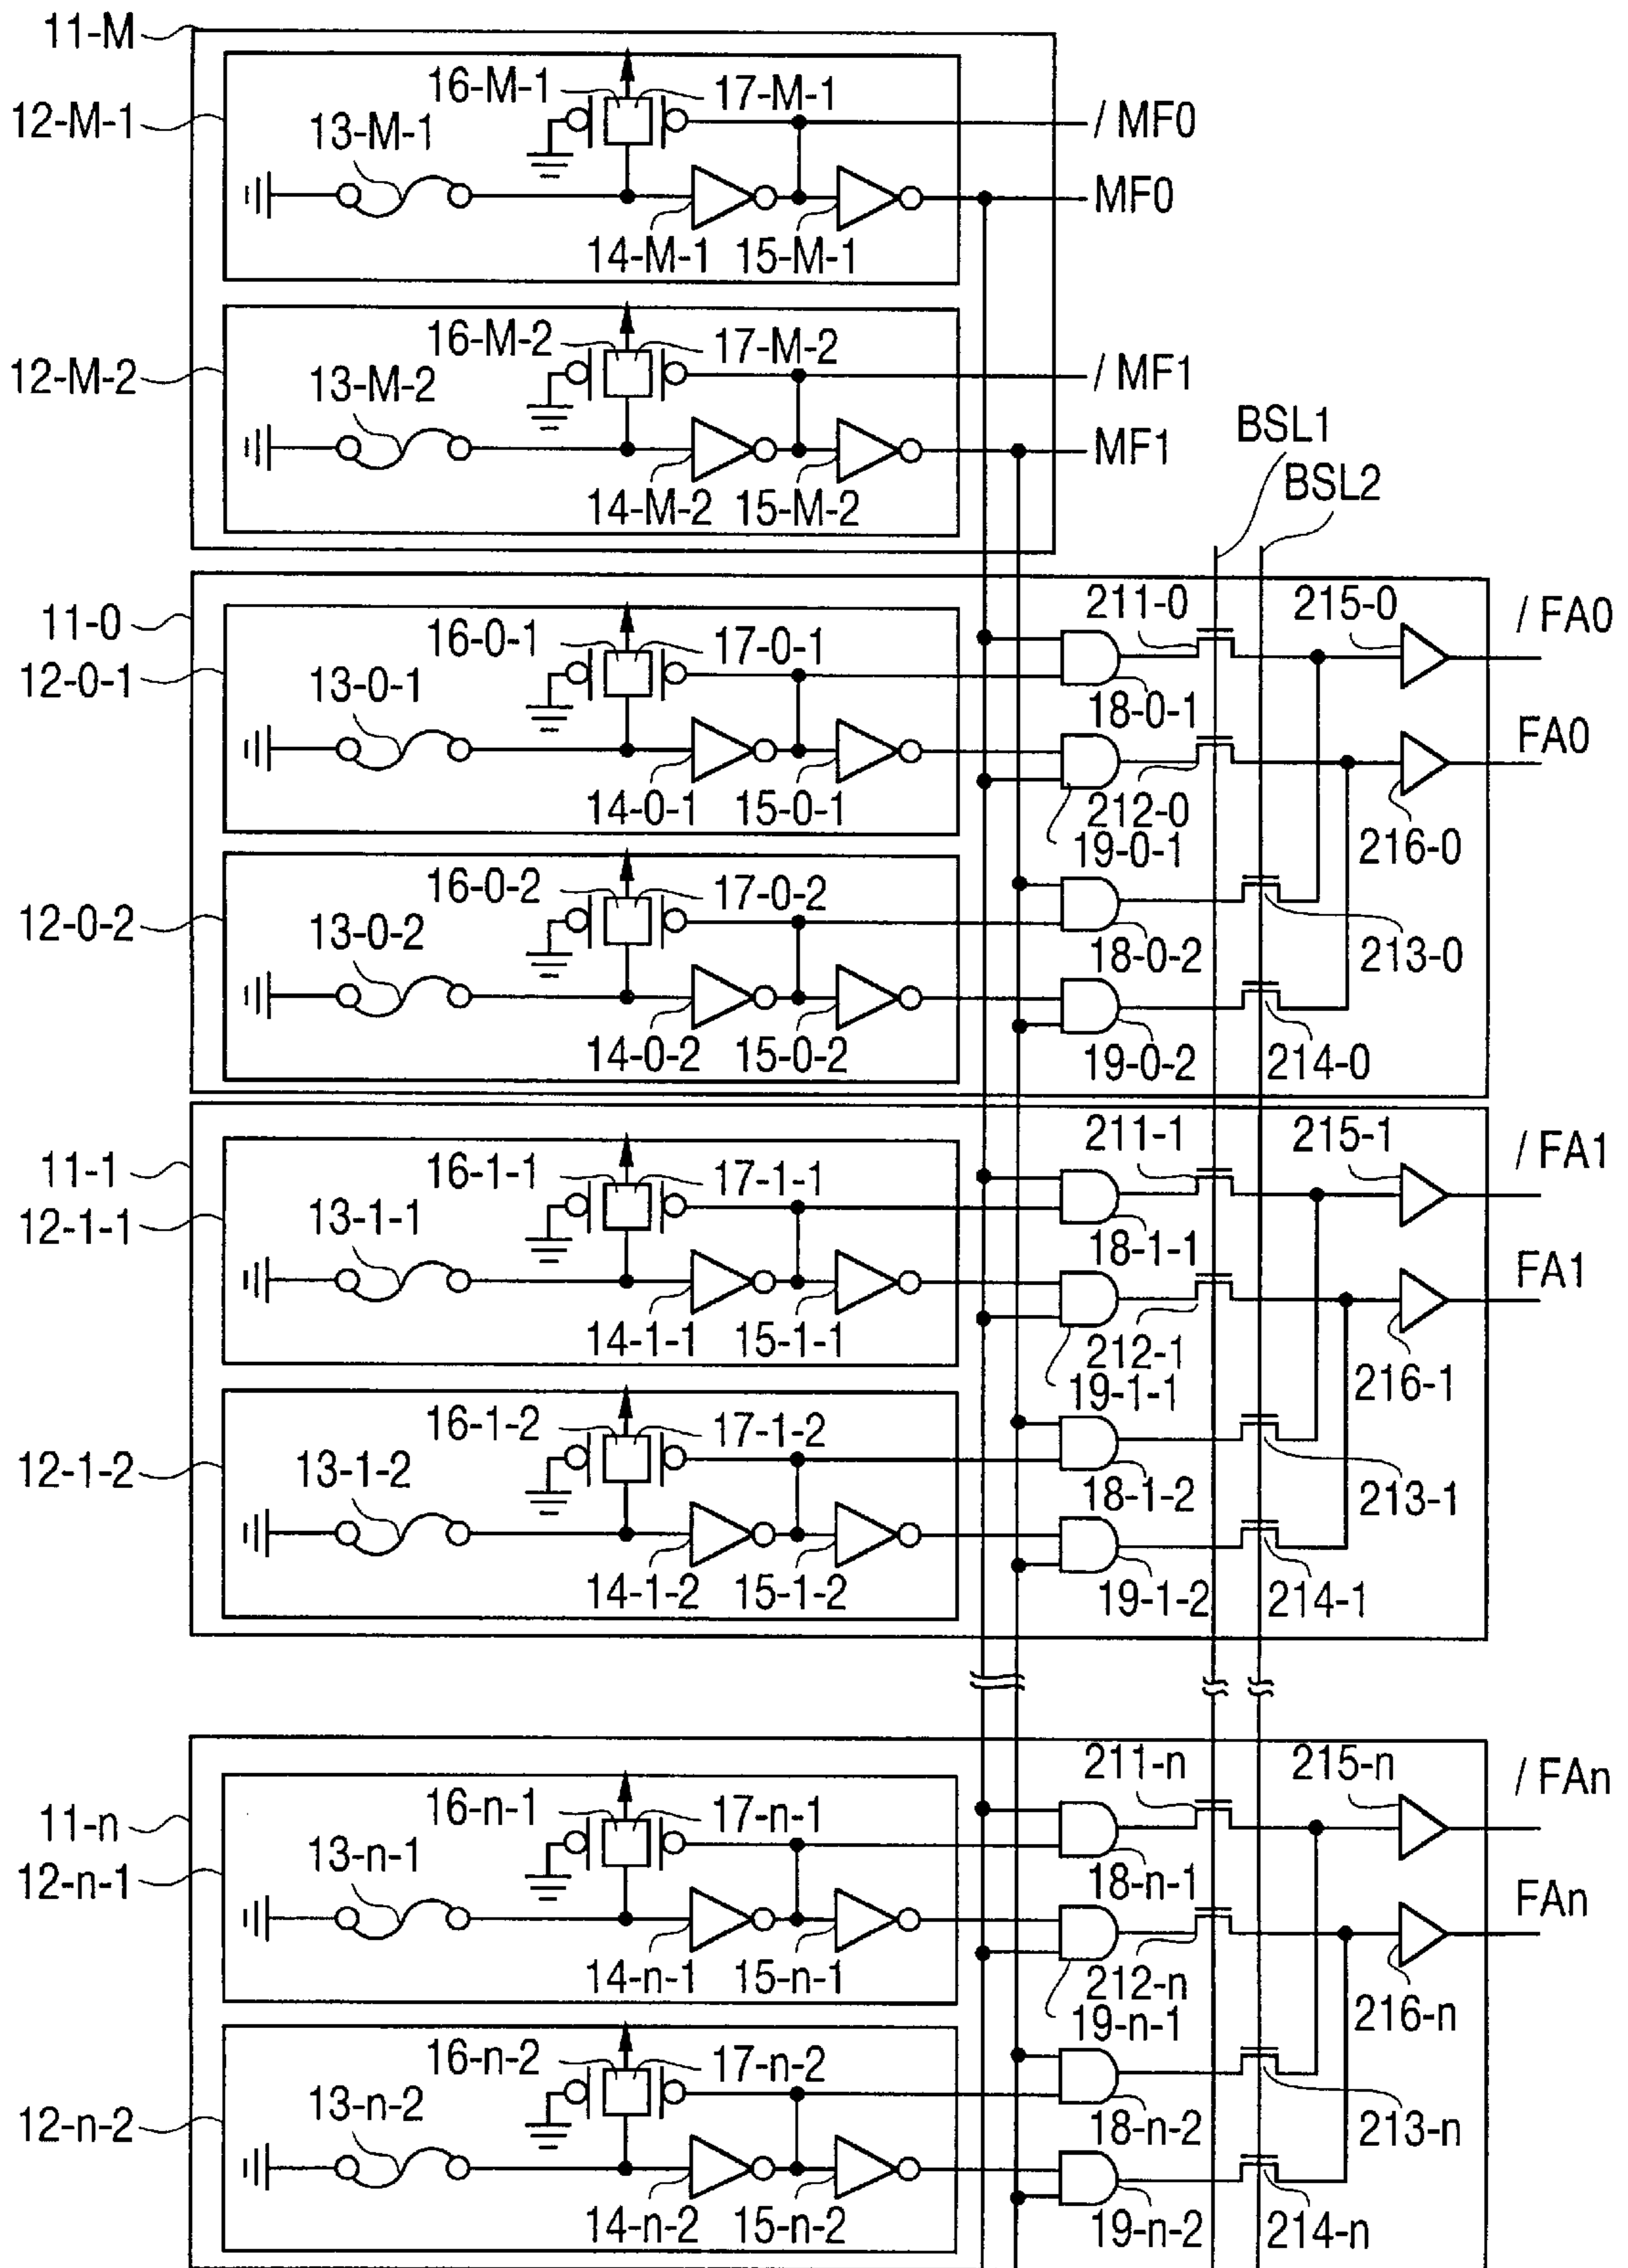 11-M
16-M-1 17-M-1
12-M-1
13-M-1
/ MF0
MF0
14-M-1 15-M-1
16-M-2 17-M-2
12-M-2
13-M-2
/ MF1
MF1
14-M-2 15-M-2
BSL1
BSL2
11-0
12-0-1
16-0-1 17-0-1
13-0-1
14-0-1 15-0-1
211-0
215-0
/ FA0
18-0-1
FA0
212-0
19-0-1
216-0
16-0-2 17-0-2
12-0-2
13-0-2
14-0-2 15-0-2
18-0-2
213-0
19-0-2
214-0
11-1
12-1-1
16-1-1 17-1-1
13-1-1
14-1-1 15-1-1
211-1
215-1
/ FA1
18-1-1
FA1
212-1
19-1-1
216-1
16-1-2 17-1-2
12-1-2
13-1-2
14-1-2 15-1-2
18-1-2
213-1
19-1-2
214-1
11-n
12-n-1
16-n-1 17-n-1
13-n-1
14-n-1 15-n-1
211-n
215-n
/ FAn
18-n-1
FAn
212-n
19-n-1
216-n
16-n-2 17-n-2
12-n-2
13-n-2
14-n-2 15-n-2
18-n-2
213-n
19-n-2
214-n